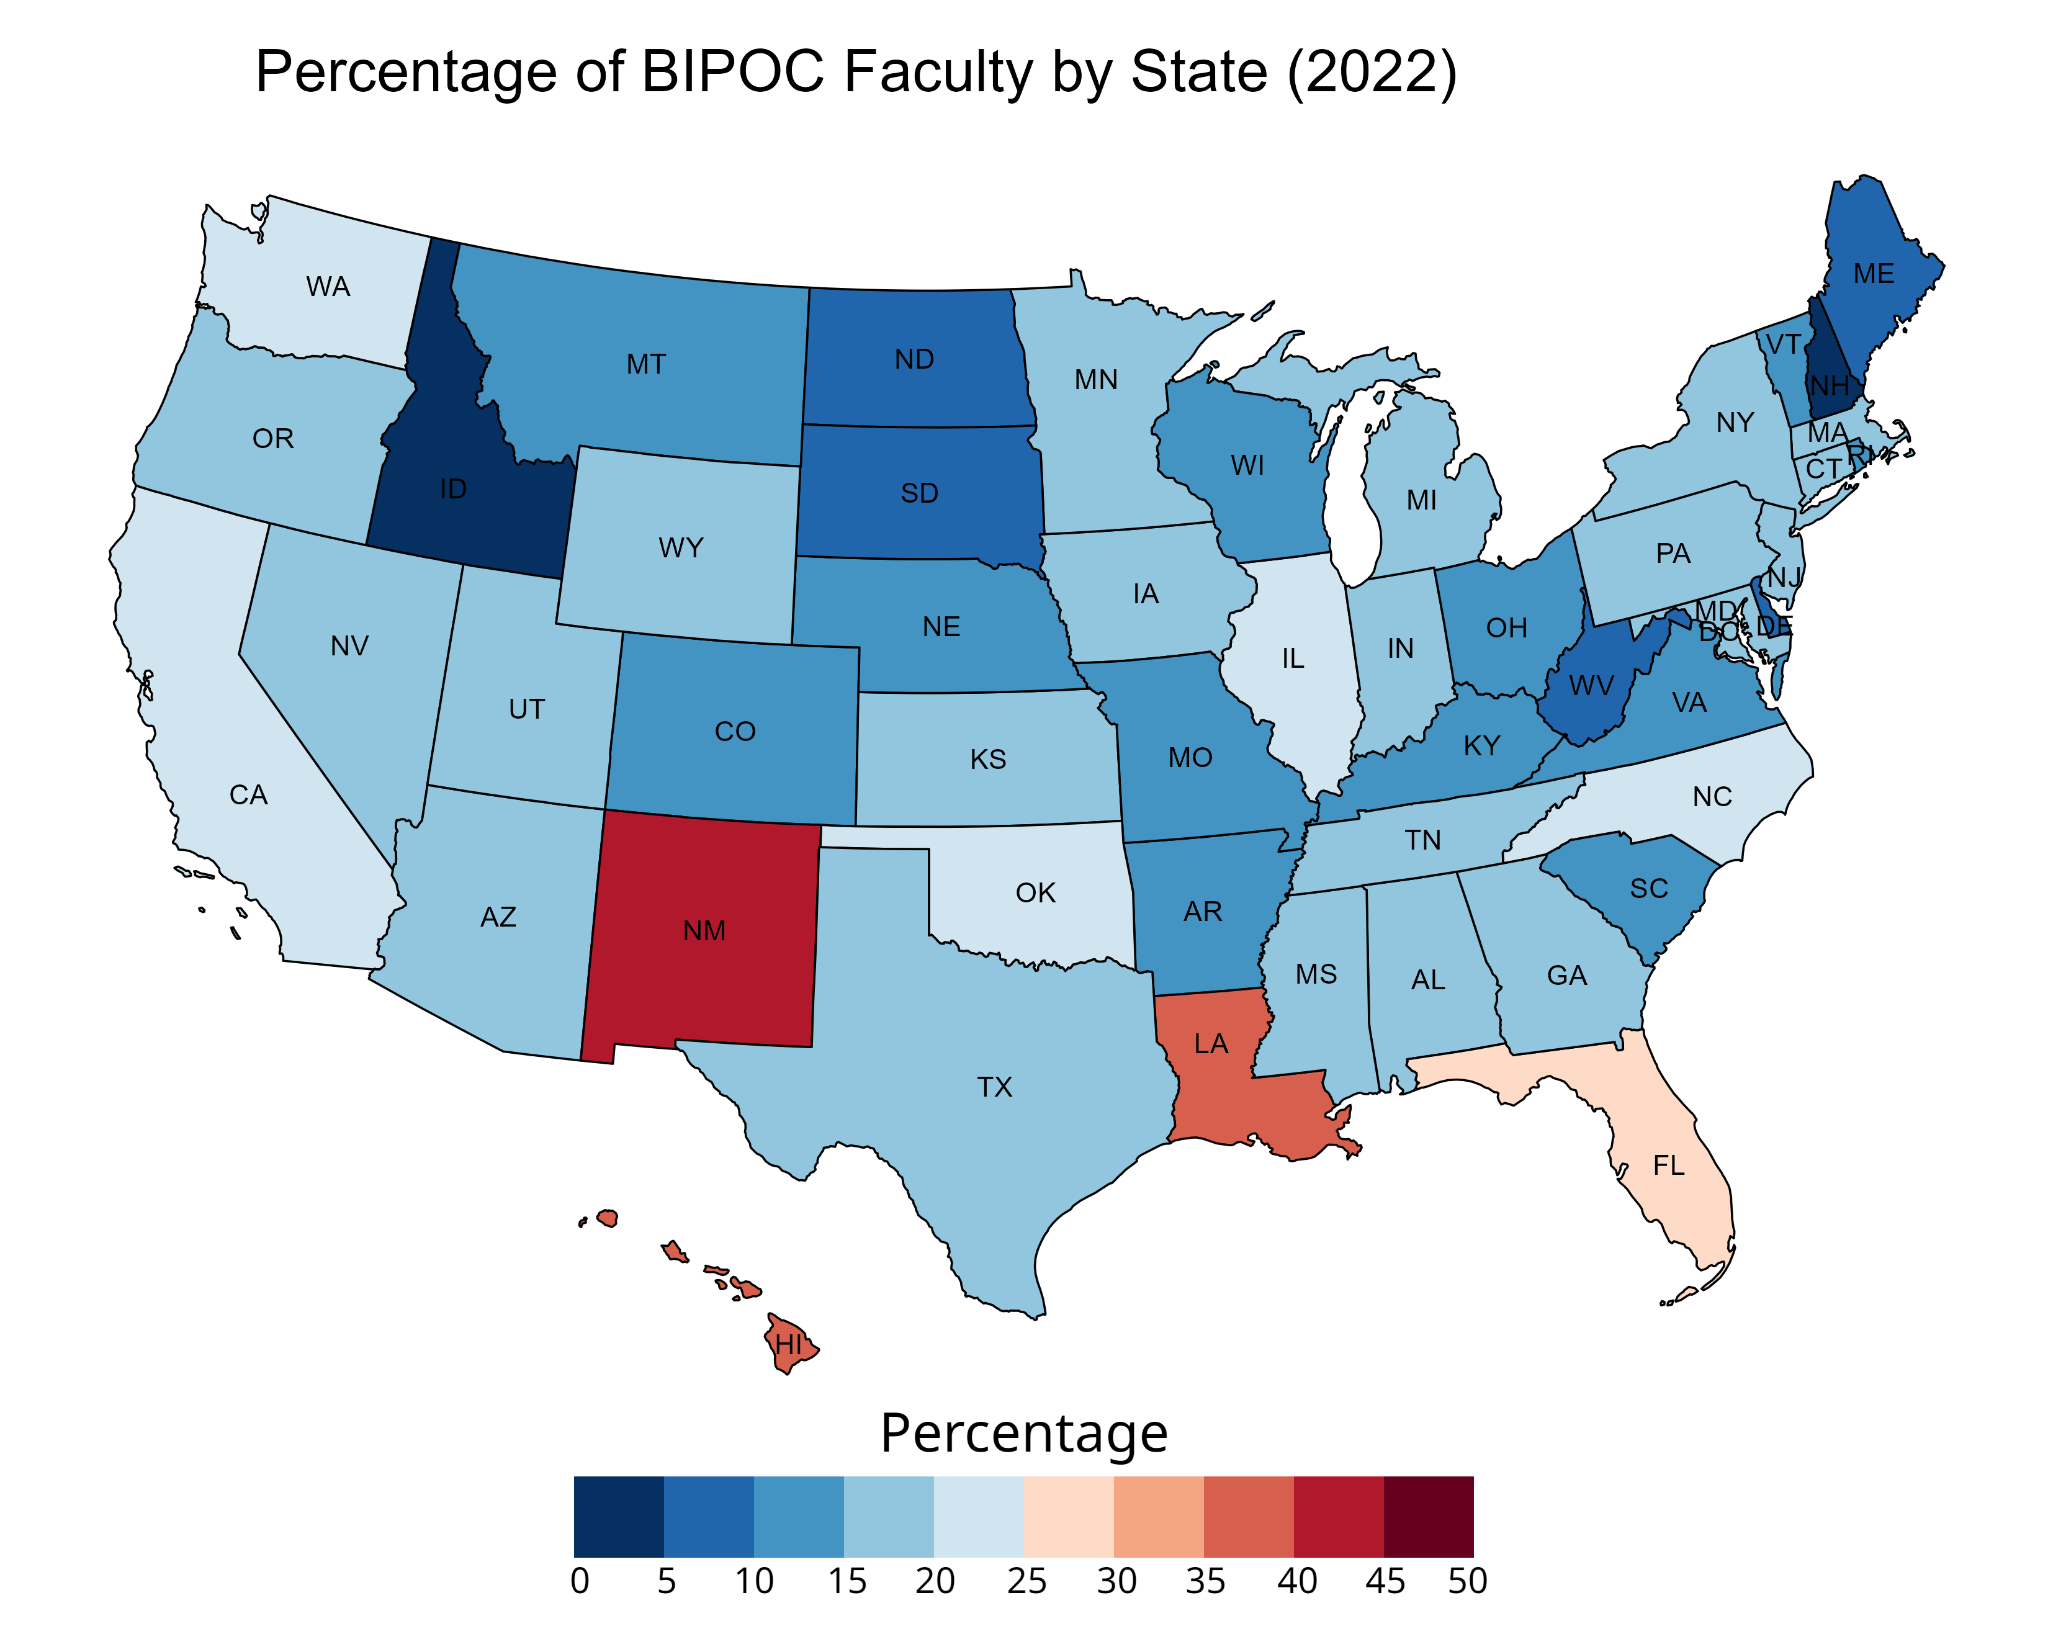 Percentage of BIPOC Faculty by State (2022)
WA
ME
VT
MT
ND
MN
NH
OR
NY
MA
RI
WI
CT
ID
SD
MI
WY
PA
NJ
IA
MD
DC
DE
NE
OH
NV
IN
IL
WV
UT
VA
CO
KY
KS
MO
CA
NC
TN
SC
OK
AZ
AR
NM
MS
AL
GA
LA
TX
FL
HI
Percentage
0 5 10 15 20 25 30 35 40 45 50